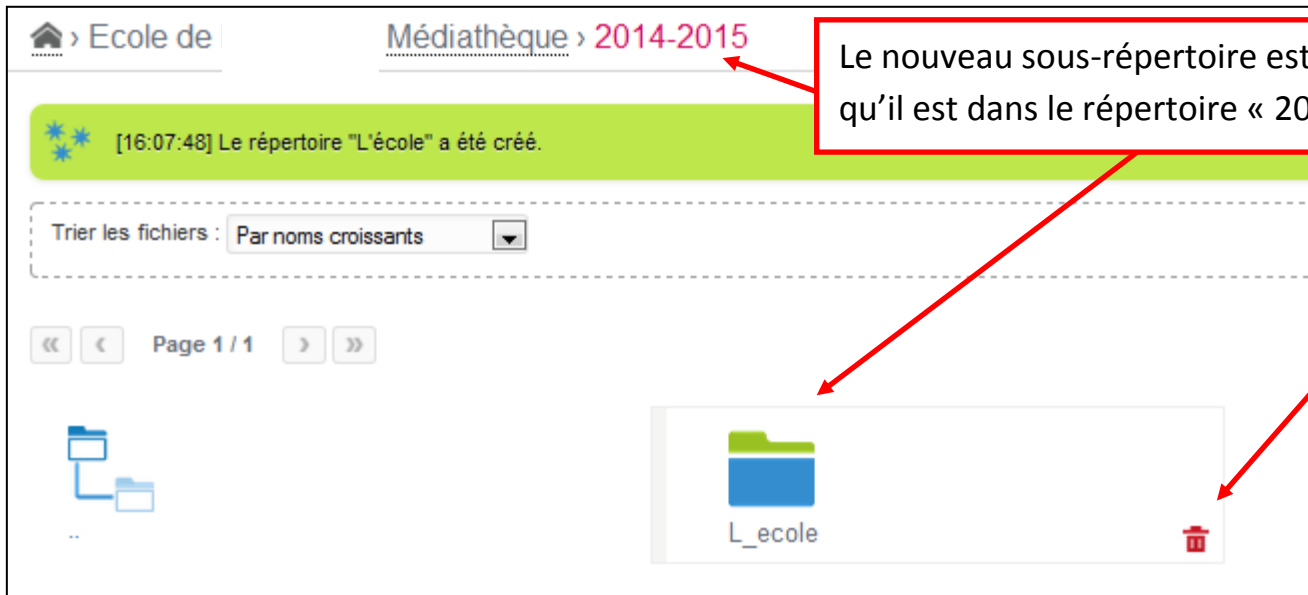 › Ecole de Médiathèque › 2014-2015
Le nouveau sous-répertoire est
qu'il est dans le répertoire « 20
[16:07:48] Le répertoire "L'école" a été créé.
Trier les fichiers : Par noms croissants
« ‹ Page 1 / 1 › »
.. L_ecole